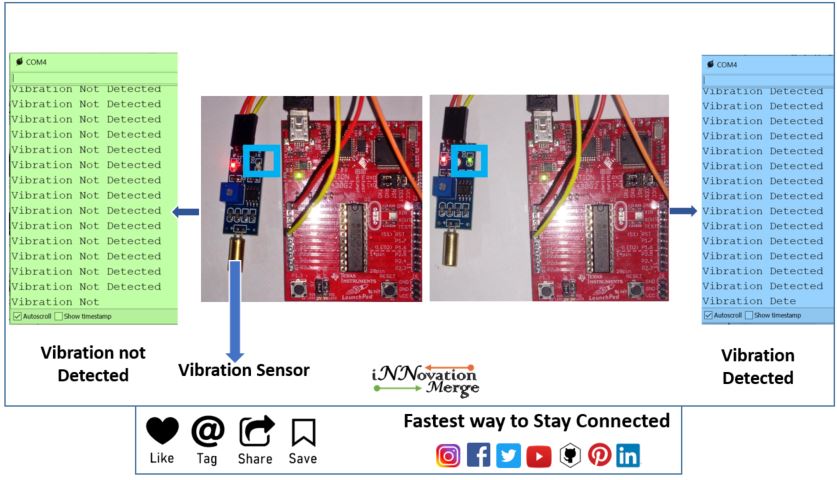 COM4
Vibration Not Detected
Vibration Not Detected
Vibration Not Detected
Vibration Not Detected
Vibration Not Detected
Vibration Not Detected
Vibration Not Detected
Vibration Not Detected
Vibration Not Detected
Vibration Not Detected
Vibration Not Detected
Vibration Not Detected
Vibration Not Detected
Vibration Not Detected
Vibration Not
Autoscroll Show timestamp
Vibration not
Detected
Vibration Sensor
TEXAS
INSTRUMENTS
LaunchPad
RESET
TEXAS
INSTRUMENTS
LaunchPad
RESET
COM4
Vibration Detected
Vibration Detected
Vibration Detected
Vibration Detected
Vibration Detected
Vibration Detected
Vibration Detected
Vibration Detected
Vibration Detected
Vibration Detected
Vibration Detected
Vibration Detected
Vibration Detected
Vibration Detected
Vibration Dete
Autoscroll Show timestamp
Vibration
Detected
iNNovation
Merge
Like
Tag
Share
Save
Fastest way to Stay Connected